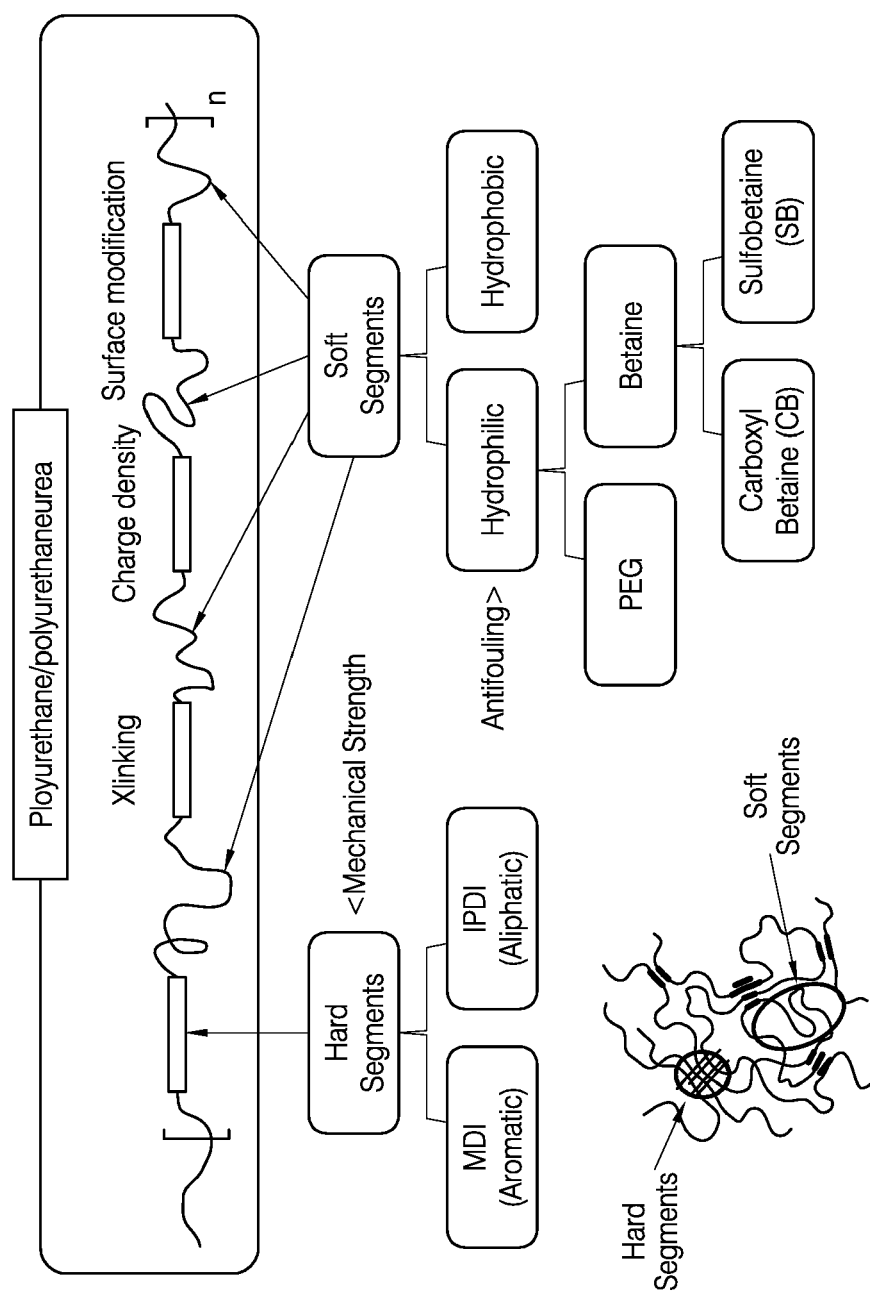 Ployurethane/polyurethaneurea
Xlinking
Charge density
Surface modification
n
Hard
Segments
<Mechanical Strength
Soft
Segments
MDI
(Aromatic)
IPDI
(Aliphatic)
Antifouling>
Hydrophilic
Hydrophobic
PEG
Betaine
Carboxyl
Betaine (CB)
Sulfobetaine
(SB)
Hard
Segments
Soft
Segments